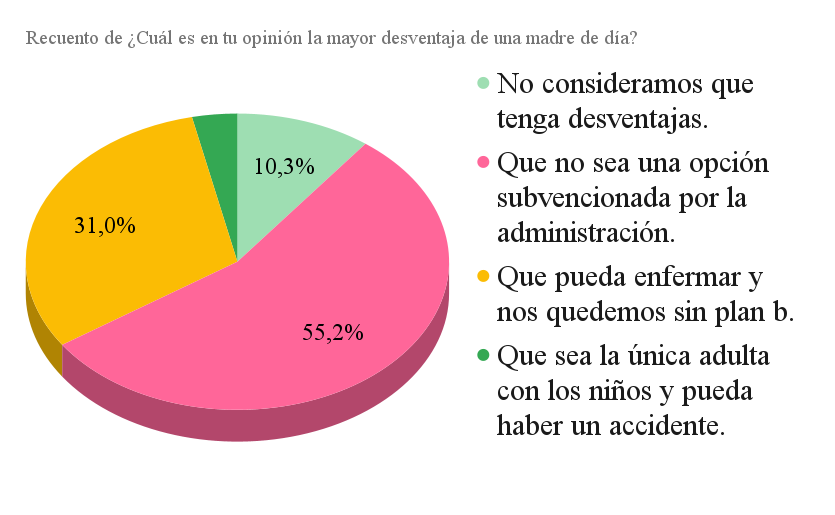 Recuento de ¿Cuál es en tu opinión la mayor desventaja de una madre de día?
10,3%
31,0%
55,2%
No consideramos que
tenga desventajas.
Que no sea una opción
subvencionada por la
administración.
Que pueda enfermar y
nos quedemos sin plan b.
Que sea la única adulta
con los niños y pueda
haber un accidente.